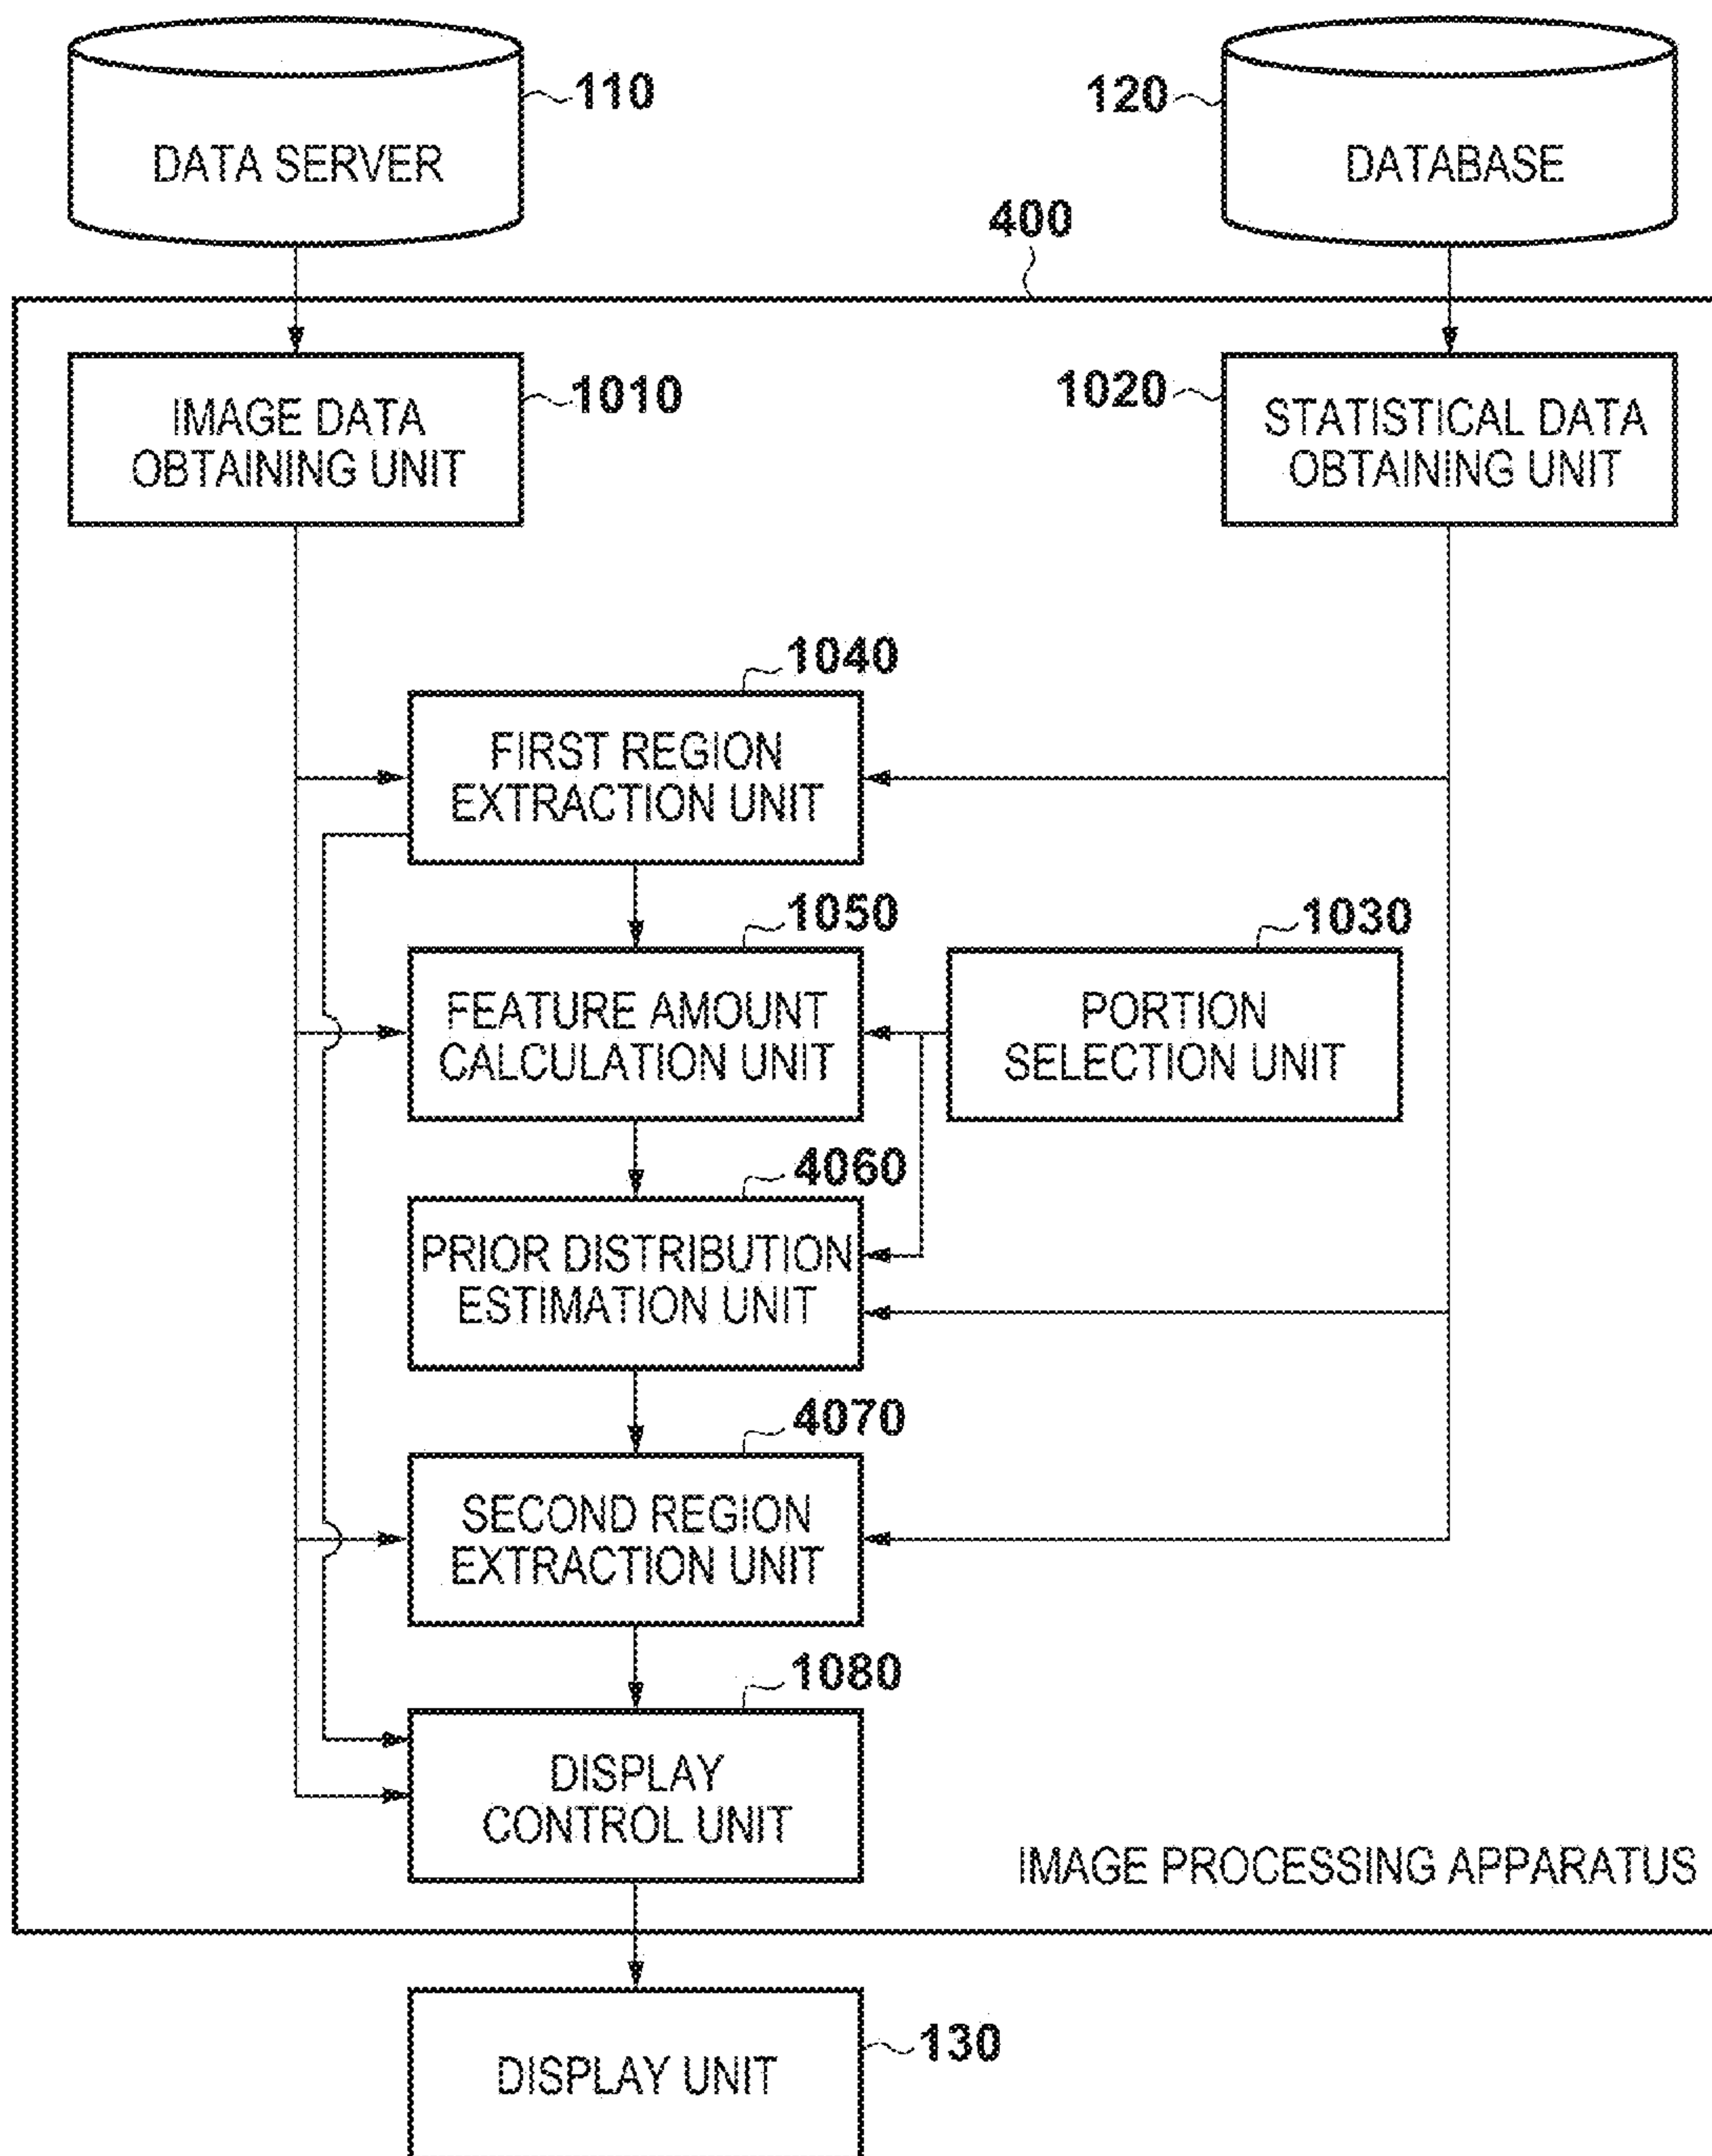 110
DATA SERVER
120
DATABASE
400
IMAGE DATA
OBTAINING UNIT
1010
1020
STATISTICAL DATA
OBTAINING UNIT
1040
FIRST REGION
EXTRACTION UNIT
1050
FEATURE AMOUNT
CALCULATION UNIT
1030
PORTION
SELECTION UNIT
4060
PRIOR DISTRIBUTION
ESTIMATION UNIT
4070
SECOND REGION
EXTRACTION UNIT
1080
DISPLAY
CONTROL UNIT
IMAGE PROCESSING APPARATUS
130
DISPLAY UNIT